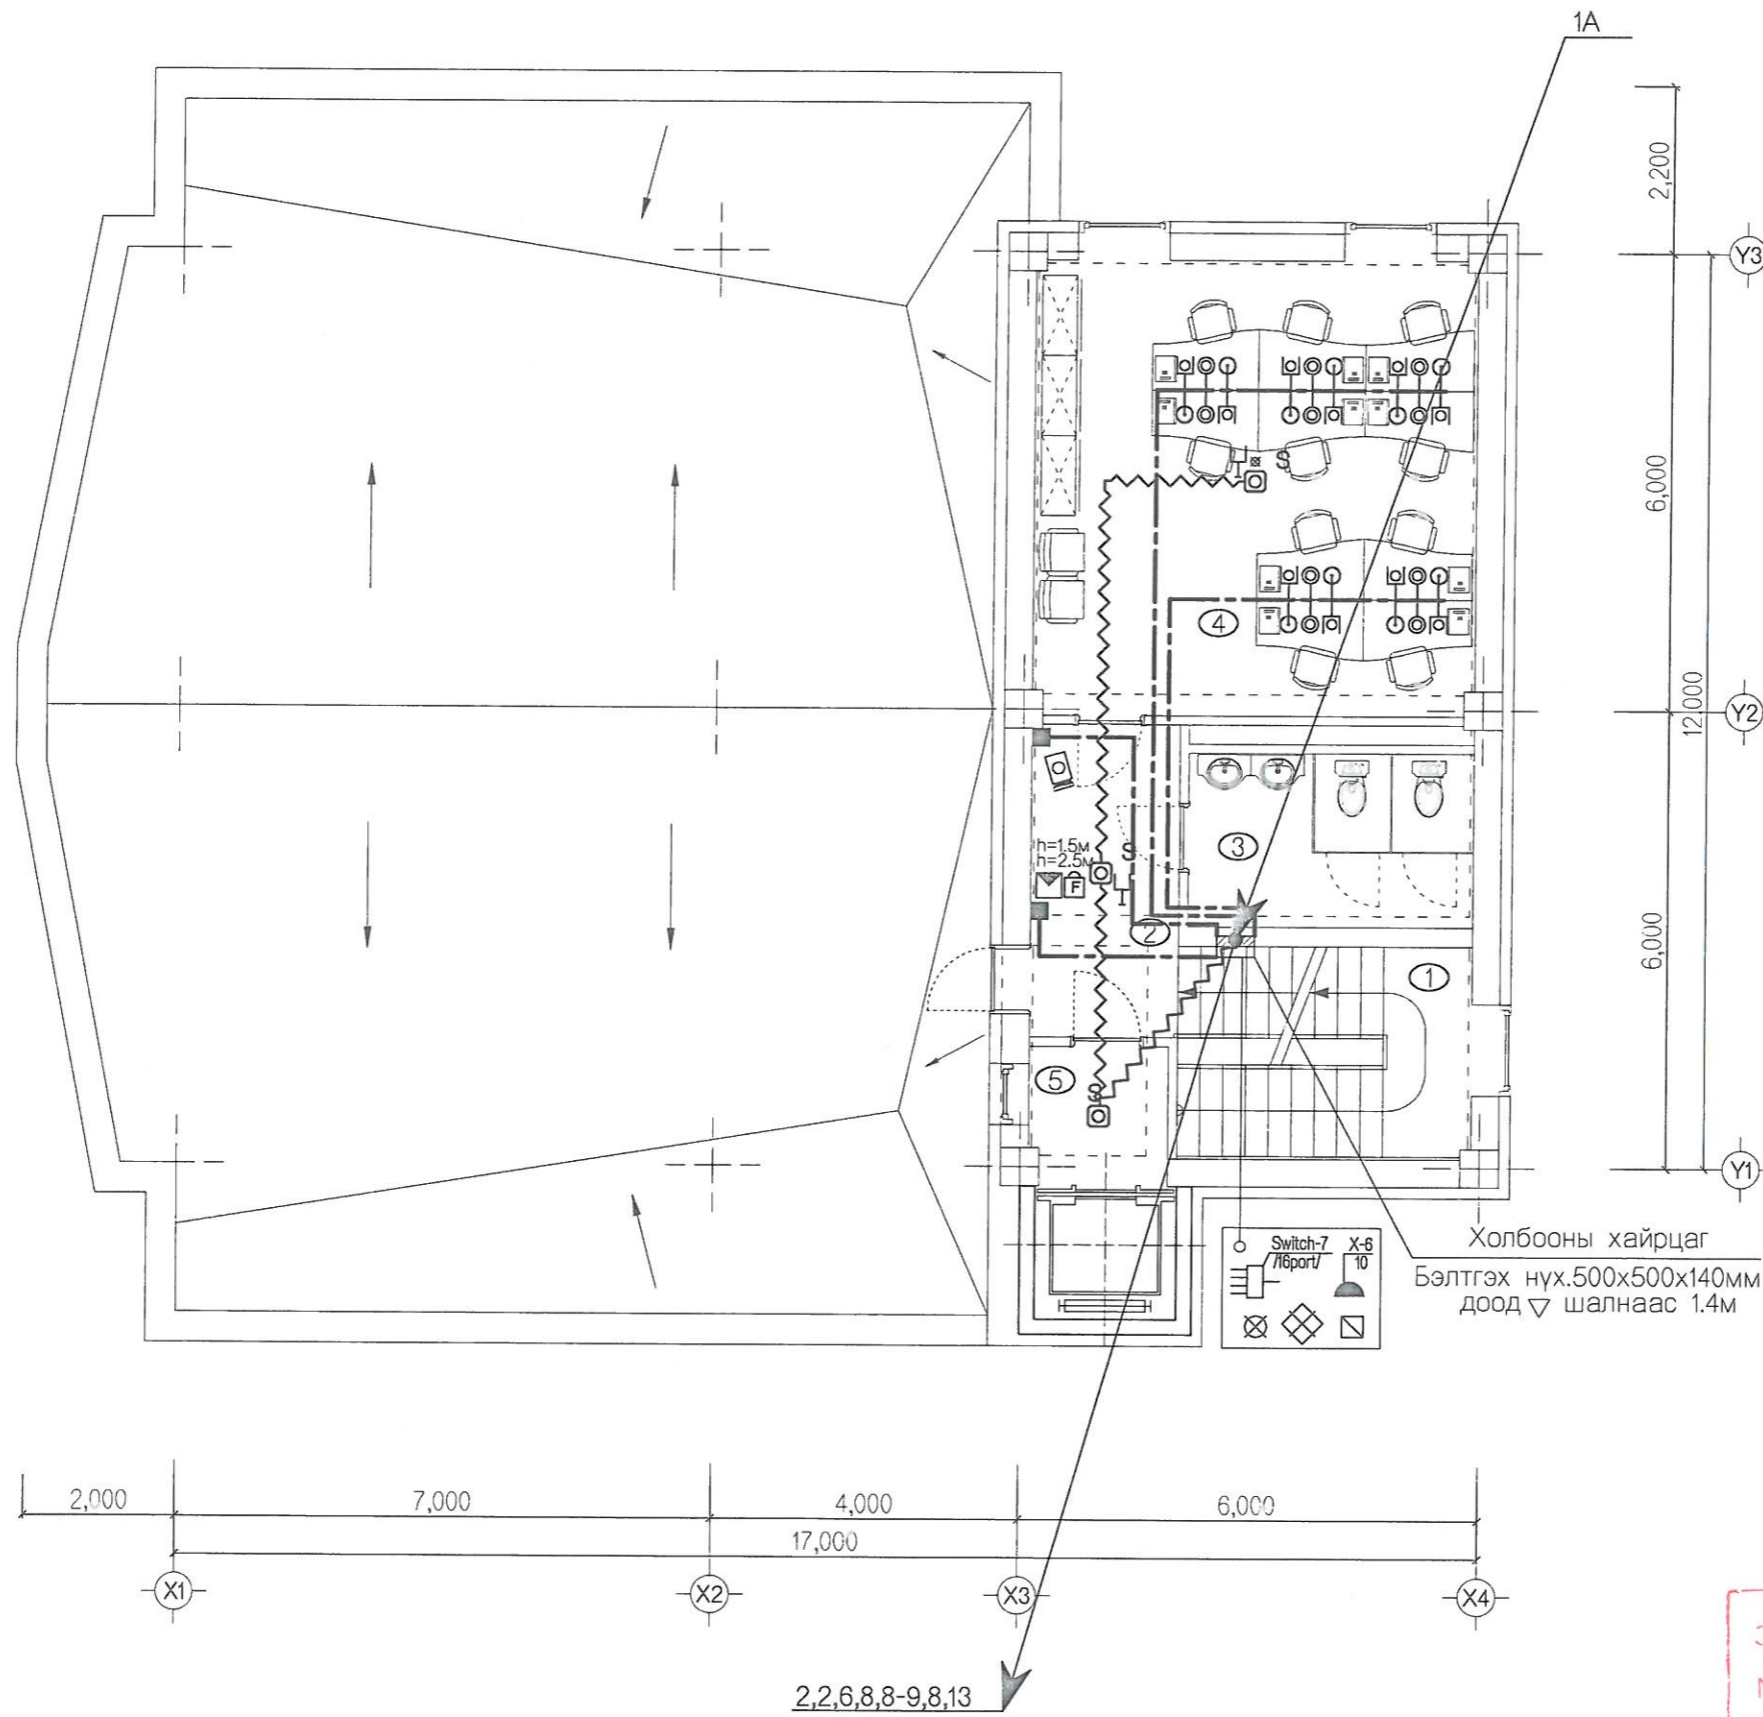 1A
2,200
Y3
S
6,000
4
12,000
Y2
3
h=1.5м
h=2.5м
S
F
2
6,000
1
5
S
Y1
Switch-7
/16port/
X-6
10
Холбооны хайрцаг
Бэлтгэх нүх.500x500x140мм
доод ▽ шалнаас 1.4м
2,000
7,000
4,000
6,000
17,000
X1
X2
X3
X4
2,2,6,8,8-9,8,13